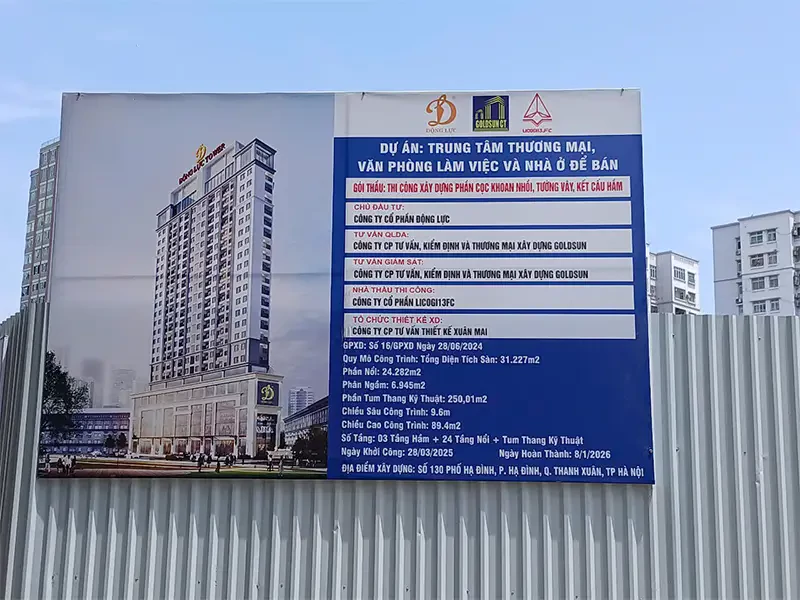 ĐỘNG LỰC TOWER
ĐỘNG LỰC
GOLDSUN CT
LICOGI13.FC
DỰ ÁN: TRUNG TÂM THƯƠNG MẠI,
VĂN PHÒNG LÀM VIỆC VÀ NHÀ Ở ĐỂ BÁN
GÓI THẦU: THI CÔNG XÂY DỰNG PHẦN CỌC KHOAN NHỒI, TƯỜNG VÂY, KẾT CẤU HẦM
CHỦ ĐẦU TƯ:
CÔNG TY CỔ PHẦN ĐỘNG LỰC
TƯ VẤN QLDA:
CÔNG TY CP TƯ VẤN, KIỂM ĐỊNH VÀ THƯƠNG MẠI XÂY DỰNG GOLDSUN
TƯ VẤN GIÁM SÁT:
CÔNG TY CP TƯ VẤN, KIỂM ĐỊNH VÀ THƯƠNG MẠI XÂY DỰNG GOLDSUN
NHÀ THẦU THI CÔNG:
CÔNG TY CỔ PHẦN LICOGI13FC
TỔ CHỨC THIẾT KẾ XD:
CÔNG TY CP TƯ VẤN THIẾT KẾ XUÂN MAI
GPXD: Số 16/GPXD Ngày 28/06/2024
Quy Mô Công Trình: Tổng Diện Tích Sàn: 31.227m2
Phần Nổi: 24.282m2
Phần Ngầm: 6.945m2
Phần Tum Thang Kỹ Thuật: 250,01m2
Chiều Sâu Công Trình: 9.6m
Chiều Cao Công Trình: 89.4m2
Số Tầng: 03 Tầng Hầm + 24 Tầng Nổi + Tum Thang Kỹ Thuật
Ngày Khởi Công: 28/03/2025 Ngày Hoàn Thành: 8/1/2026
ĐỊA ĐIỂM XÂY DỰNG: SỐ 130 PHỐ HẠ ĐÌNH, P. HẠ ĐÌNH, Q. THANH XUÂN, TP HÀ NỘI